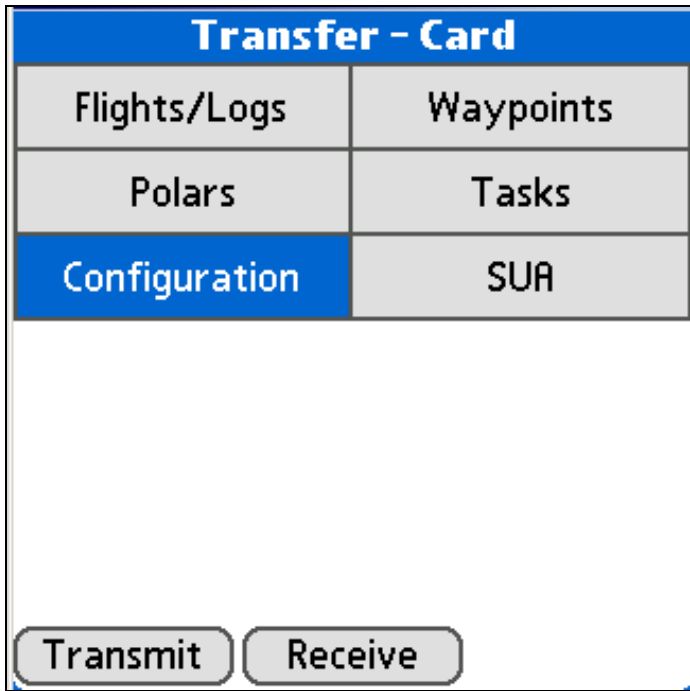 Transfer - Card
Flights/Logs Waypoints
Polars Tasks
Configuration SUA
Transmit Receive